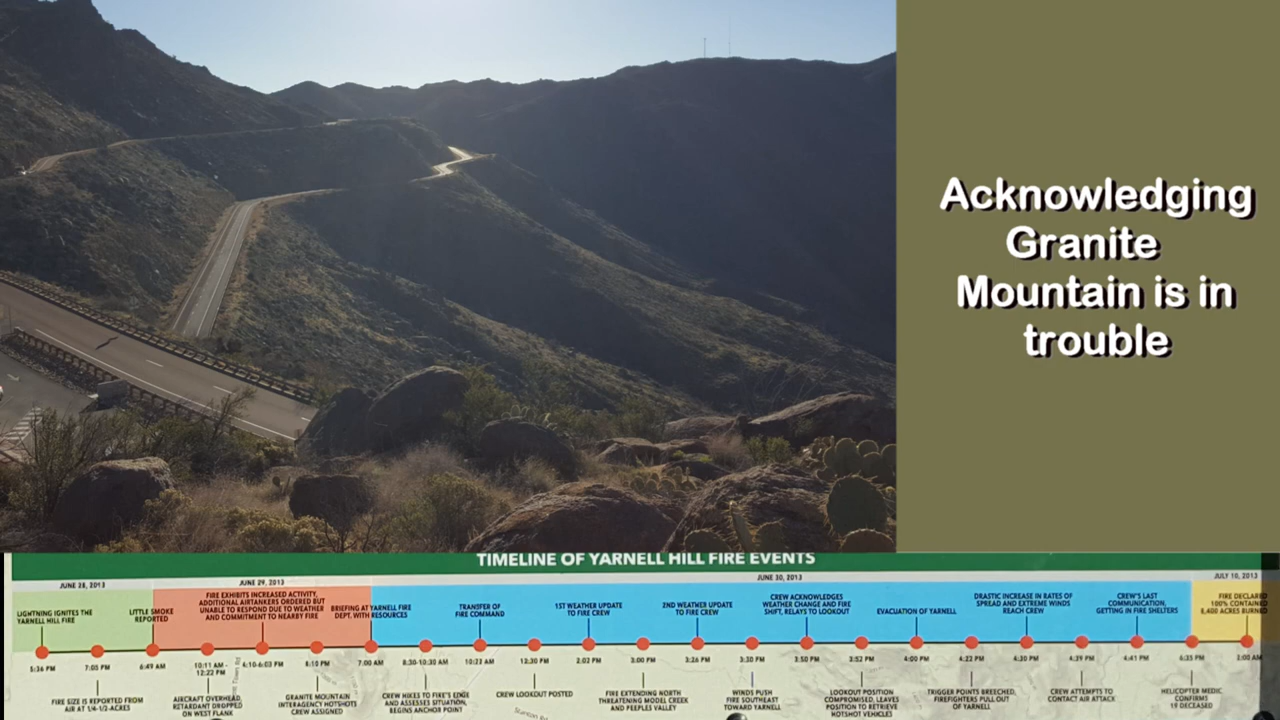 Acknowledging
Granite
Mountain is in
trouble
TIMELINE OF YARNELL HILL FIRE EVENTS
JUNE 28, 2013
JUNE 29, 2013
JUNE 30, 2013
JULY 10, 2013
LIGHTNING IGNITES THE
YARNELL HILL FIRE
LITTLE SMOKE
REPORTED
FIRE EXHIBITS INCREASED ACTIVITY,
ADDITIONAL AIRTANKERS ORDERED BUT
UNABLE TO RESPOND DUE TO WEATHER
AND COMMITMENT TO NEARBY FIRE
BRIEFING AT YARNELL FIRE
DEPT. WITH RESOURCES
TRANSFER OF
FIRE COMMAND
1ST WEATHER UPDATE
TO FIRE CREW
2ND WEATHER UPDATE
TO FIRE CREW
CREW ACKNOWLEDGES
WEATHER CHANGE AND FIRE
SHIFT, RELAYS TO LOOKOUT
EVACUATION OF YARNELL
DRASTIC INCREASE IN RATES OF
SPREAD AND EXTREME WINDS
REACH CREW
CREW'S LAST
COMMUNICATION,
GETTING IN FIRE SHELTERS
FIRE DECLARED
100% CONTAINED
8,400 ACRES BURNED
5:36 PM
7:05 PM
6:49 AM
10:11 AM -
12:22 PM
4:10-6:03 PM
8:10 PM
7:00 AM
8:30-10:30 AM
10:23 AM
12:30 PM
2:02 PM
3:00 PM
3:26 PM
3:30 PM
3:50 PM
3:52 PM
4:00 PM
4:22 PM
4:30 PM
4:39 PM
4:41 PM
6:35 PM
2:00 AM
FIRE SIZE IS REPORTED FROM
AIR AT 1/4-1/2-ACRES
AIRCRAFT OVERHEAD,
RETARDANT DROPPED
ON WEST FLANK
GRANITE MOUNTAIN
INTERAGENCY HOTSHOTS
CREW ASSIGNED
CREW HIKES TO FIRE'S EDGE
AND ASSESSES SITUATION,
BEGINS ANCHOR POINT
CREW LOOKOUT POSTED
FIRE EXTENDING NORTH
THREATENING MODEL CREEK
AND PEEPLES VALLEY
WINDS PUSH
FIRE SOUTHEAST
TOWARD YARNELL
LOOKOUT POSITION
COMPROMISED, LEAVES
POSITION TO RETRIEVE
HOTSHOT VEHICLES
TRIGGER POINTS BREECHED,
FIREFIGHTERS PULL OUT
OF YARNELL
CREW ATTEMPTS TO
CONTACT AIR ATTACK
HELICOPTER MEDIC
CONFIRMS
19 DECEASED
Stanton Rd